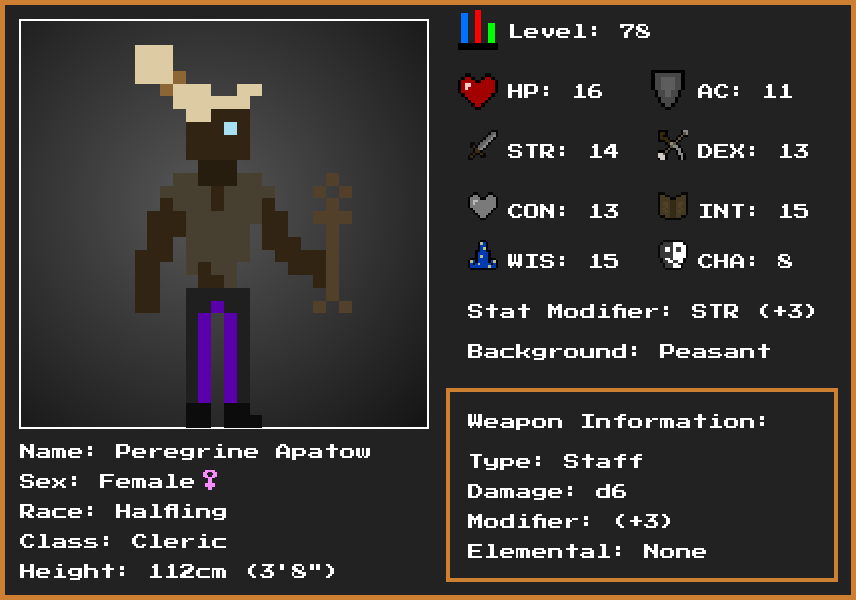 Level: 78
HP: 16
AC: 11
STR: 14
DEX: 13
CON: 13
INT: 15
WIS: 15
CHA: 8
Stat Modifier: STR (+3)
Background: Peasant
Weapon Information:
Type: Staff
Damage: d6
Modifier: (+3)
Elemental: None
Name: Peregrine Apatow
Sex: Female♀
Race: Halfling
Class: Cleric
Height: 112cm (3'8")